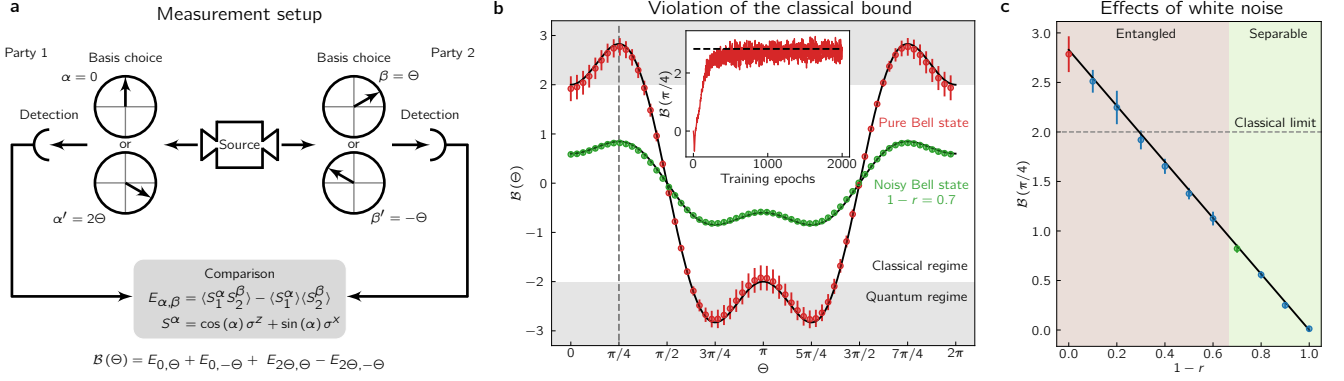 a
Measurement setup
Party 1
Party 2
Basis choice
α = 0
Basis choice
β = Θ
Detection
Detection
or
Source
or
α′ = 2Θ
β′ = −Θ
Comparison
E_{α,β} = ⟨S_1^α S_2^β⟩ − ⟨S_1^α⟩⟨S_2^β⟩
S^α = cos (α) σ^z + sin (α) σ^x
ℬ (Θ) = E_{0,Θ} + E_{0,−Θ} + E_{2Θ,Θ} − E_{2Θ,−Θ}
b
Violation of the classical bound
ℬ (Θ)
3
2
1
0
−1
−2
−3
ℬ (π/4)
2
0
0
1000
2000
Training epochs
Pure Bell state
Noisy Bell state
1 − r = 0.7
Classical regime
Quantum regime
0
π/4
π/2
3π/4
π
5π/4
3π/2
7π/4
2π
Θ
c
Effects of white noise
Entangled
Separable
Classical limit
ℬ (π/4)
3.0
2.5
2.0
1.5
1.0
0.5
0.0
0.0
0.2
0.4
0.6
0.8
1.0
1 − r